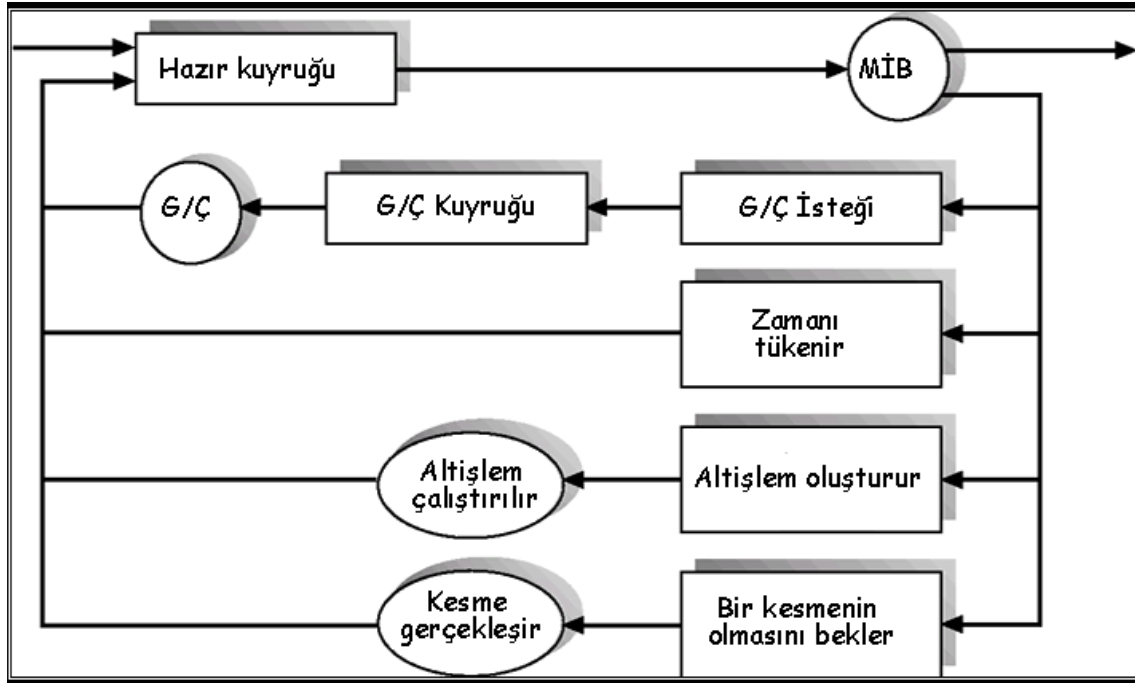 Hazır kuyruğu
MİB
G/Ç
G/Ç Kuyruğu
G/Ç İsteği
Zamanı
tükenir
Altişlem
çalıştırılır
Altişlem oluşturur
Kesme
gerçekleşir
Bir kesmenin
olmasını bekler